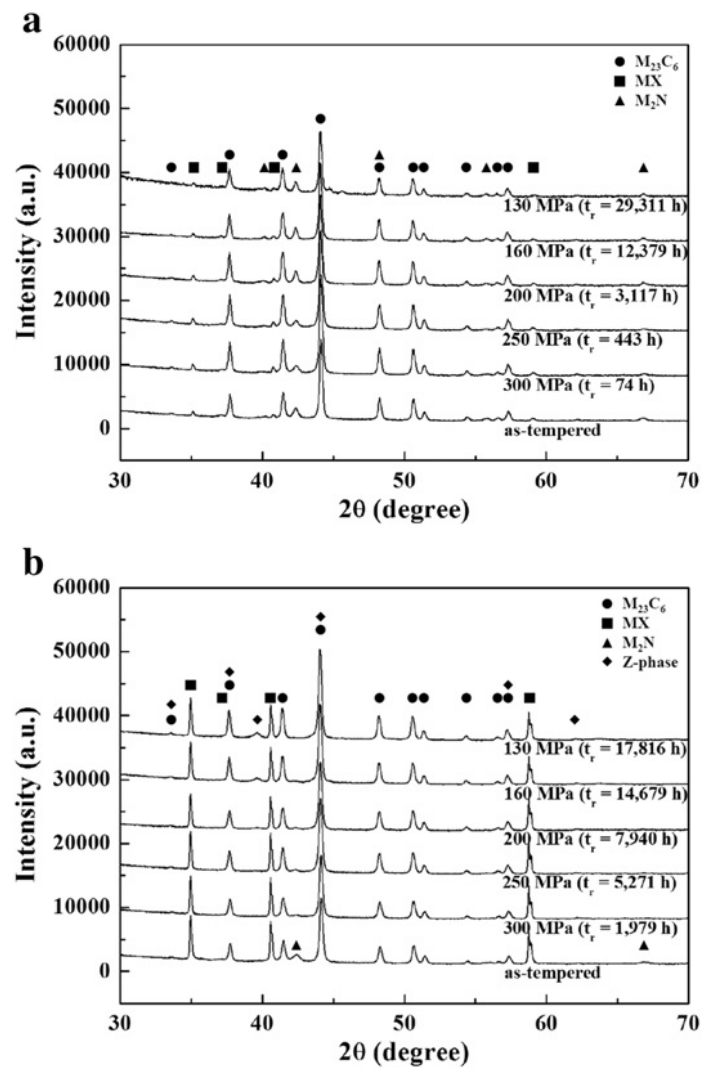 a
60000
50000
40000
30000
20000
10000
0
Intensity (a.u.)
● M₂₃C₆
■ MX
▲ M₂N
130 MPa (tᵣ = 29,311 h)
160 MPa (tᵣ = 12,379 h)
200 MPa (tᵣ = 3,117 h)
250 MPa (tᵣ = 443 h)
300 MPa (tᵣ = 74 h)
as-tempered
30 40 50 60 70
2θ (degree)
b
60000
50000
40000
30000
20000
10000
0
Intensity (a.u.)
● M₂₃C₆
■ MX
▲ M₂N
◆ Z-phase
130 MPa (tᵣ = 17,816 h)
160 MPa (tᵣ = 14,679 h)
200 MPa (tᵣ = 7,940 h)
250 MPa (tᵣ = 5,271 h)
300 MPa (tᵣ = 1,979 h)
as-tempered
30 40 50 60 70
2θ (degree)